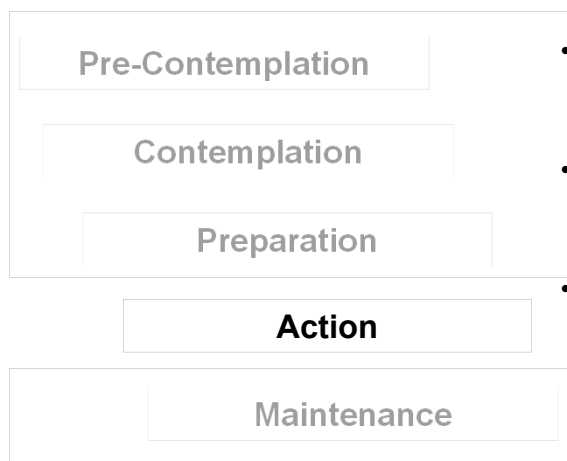 Pre-Contemplation
Contemplation
Preparation
Action
Maintenance